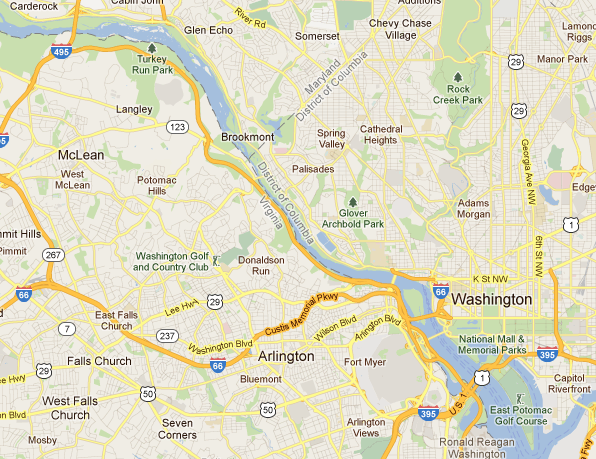 Carderock
Cabin John
River Rd
Additions
Glen Echo
Somerset
Chevy Chase
Village
Lamond
Riggs
495
Turkey
Run Park
29
Manor Park
Maryland
District of Columbia
Rock
Creek Park
Langley
29
123
Brookmont
Spring
Valley
Cathedral
Heights
Georgia Ave NW
McLean
West
McLean
Potomac
Hills
Palisades
District of Columbia
Virginia
Edgew
Adams
Morgan
Glover
Archbold Park
1
mmit Hills
Pimmit
267
Washington Golf
and Country Club
Donaldson
Run
6th St NW
K St NW
66
66
Washington
Lee Hwy
29
Custis Memorial Pkwy
East Falls
Church
7
237
Washington Blvd
Wilson Blvd
Arlington Blvd
National Mall &
Memorial Parks
Arlington
395
Falls Church
66
Fort Myer
29
ee Hwy
Bluemont
1
U.S. 1
Capitol
Riverfront
50
West Falls
Church
50
395
East Potomac
Golf Course
on Blvd
Seven
Corners
Arlington
Views
Mosby
Ronald Reagan
Washington